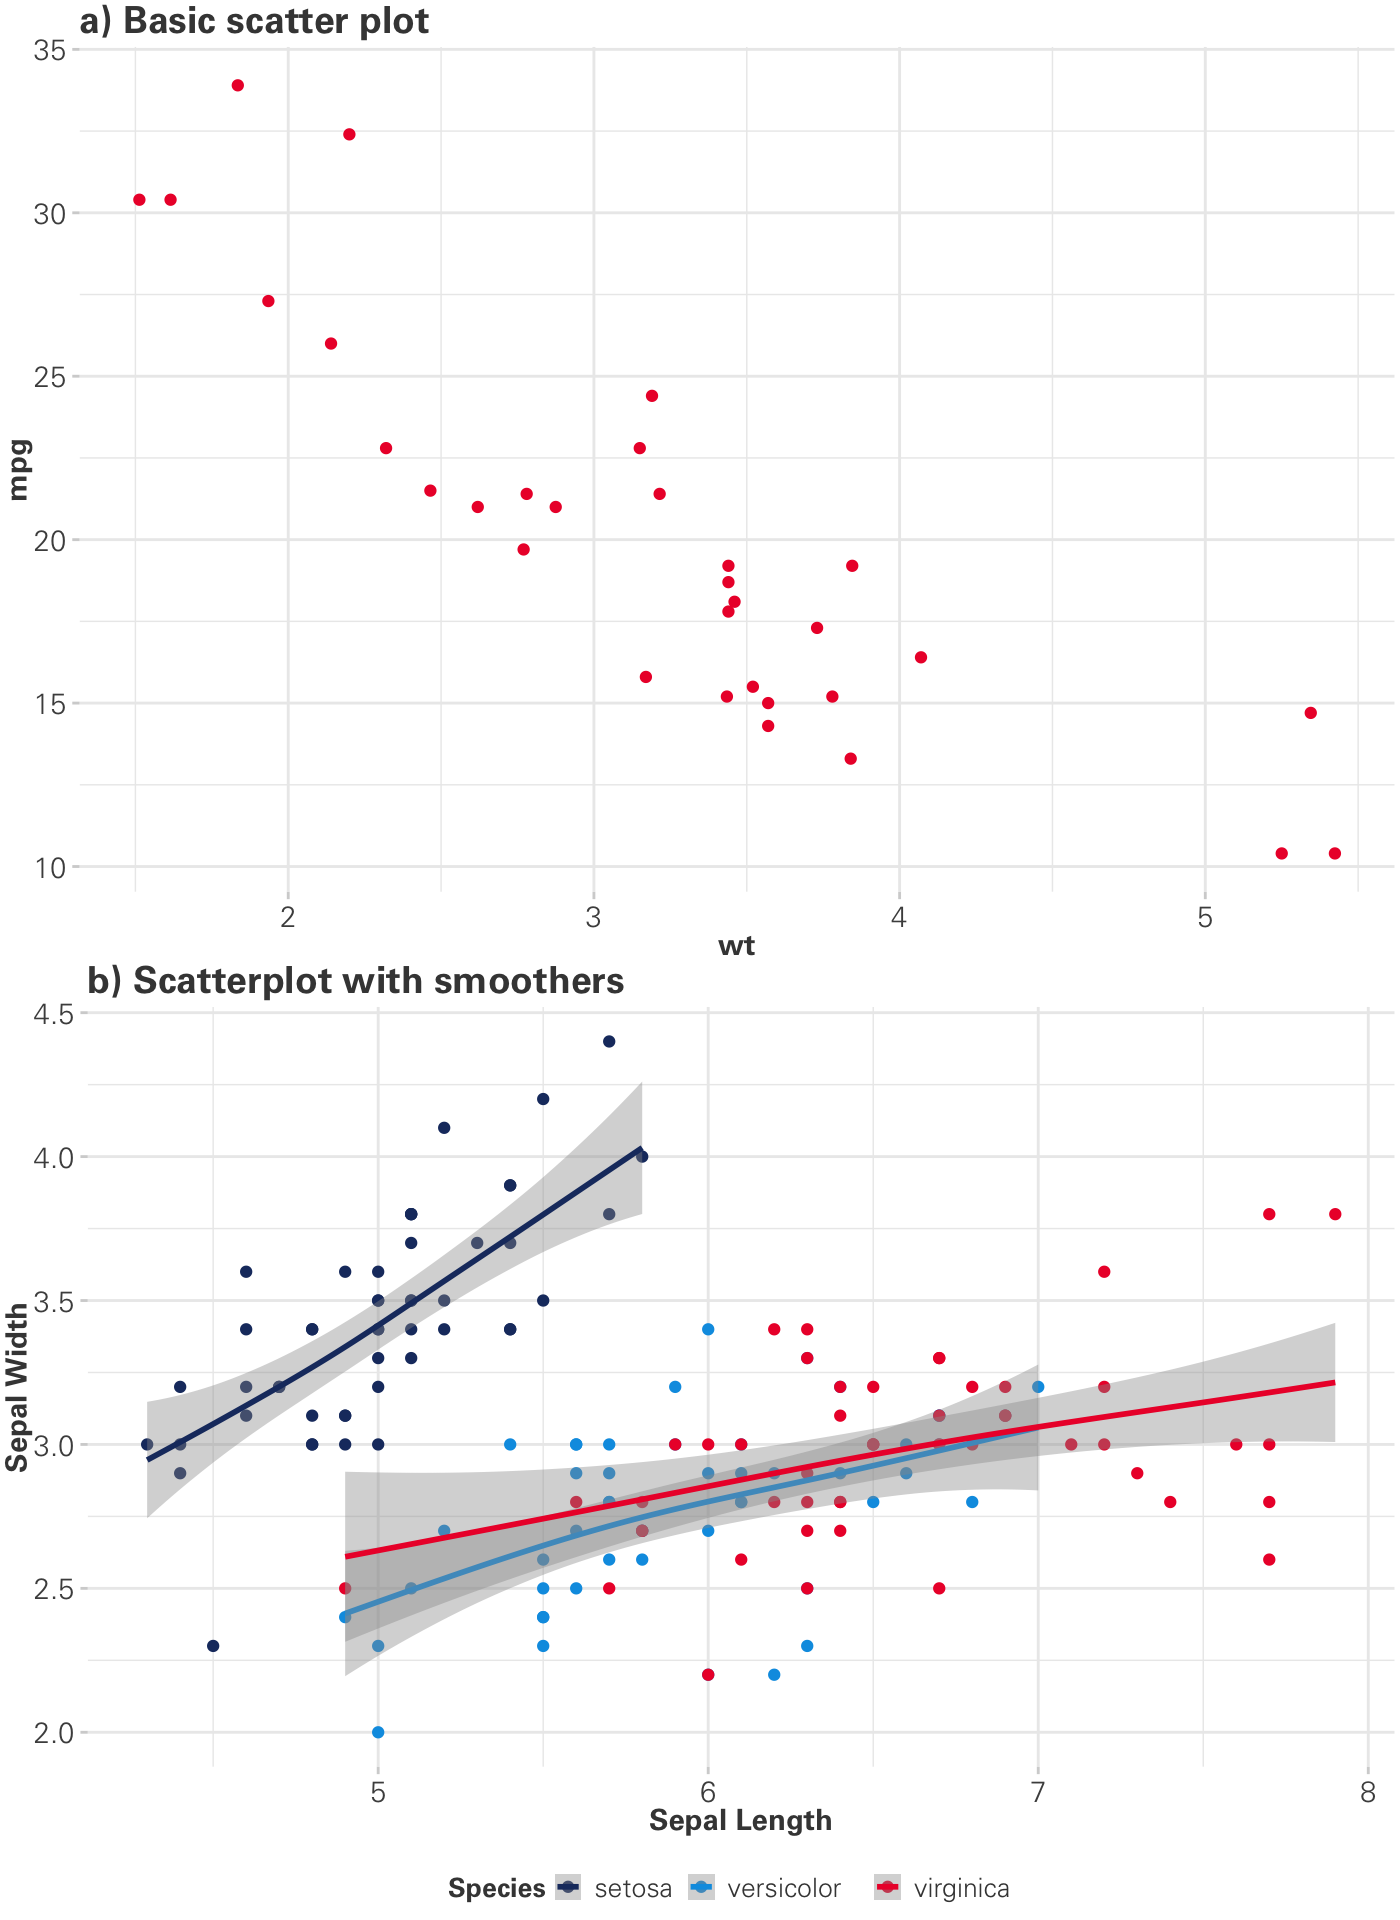 a) Basic scatter plot
35
30
25
20
15
10
mpg
2 3 4 5
wt
b) Scatterplot with smoothers
4.5
4.0
3.5
3.0
2.5
2.0
Sepal Width
5 6 7 8
Sepal Length
Species setosa versicolor virginica